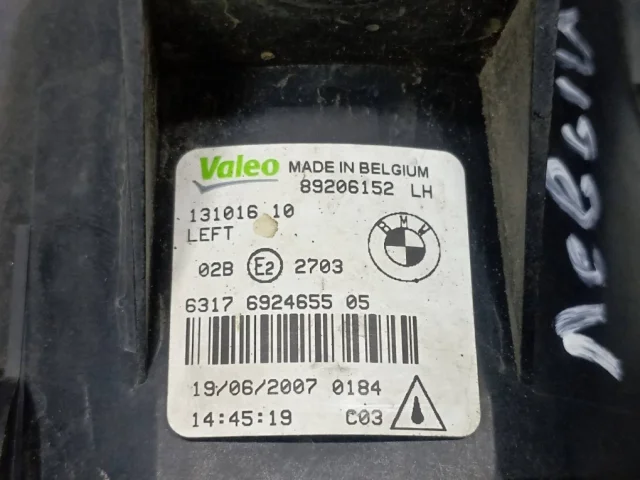 Valeo MADE IN BELGIUM
89206152 LH
131016 10
LEFT
BMW
02B E2 2703
6317 6924655 05
19/06/2007 0184
14:45:19 C03